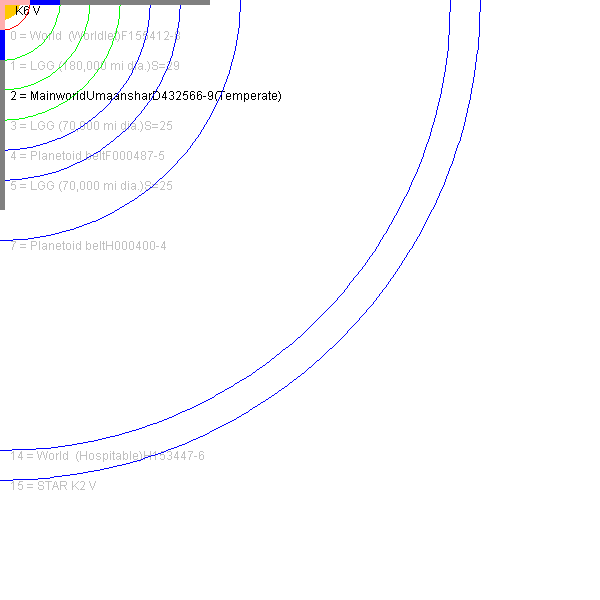 K6 V
0 = World  (Worldlet)F155412-3
1 = LGG (180,000 mi dia.)S=29
2 = MainworldUmaansharD432566-9(Temperate)
3 = LGG (70,000 mi dia.)S=25
4 = Planetoid beltF000487-5
5 = LGG (70,000 mi dia.)S=25
7 = Planetoid beltH000400-4
14 = World  (Hospitable)H153447-6
15 = STAR K2 V